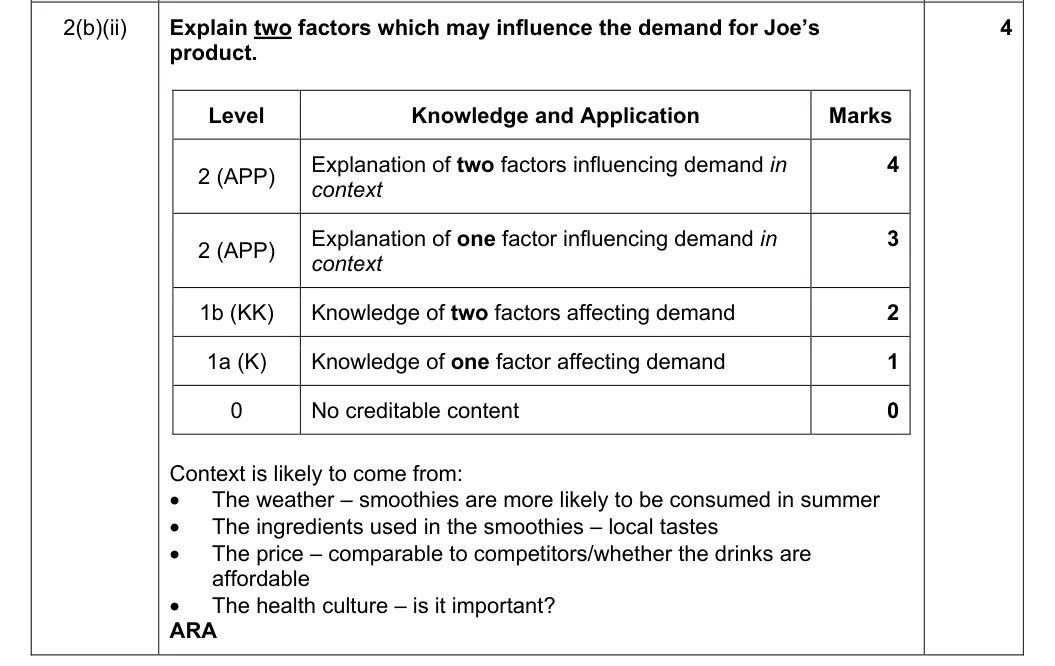 2(b)(ii)
Explain two factors which may influence the demand for Joe's
product.
4
Level
Knowledge and Application
Marks
2 (APP)
Explanation of two factors influencing demand in
context
4
2 (APP)
Explanation of one factor influencing demand in
context
3
1b (KK)
Knowledge of two factors affecting demand
2
1a (K)
Knowledge of one factor affecting demand
1
0
No creditable content
0
Context is likely to come from:
• The weather – smoothies are more likely to be consumed in summer
• The ingredients used in the smoothies – local tastes
• The price – comparable to competitors/whether the drinks are
affordable
• The health culture – is it important?
ARA